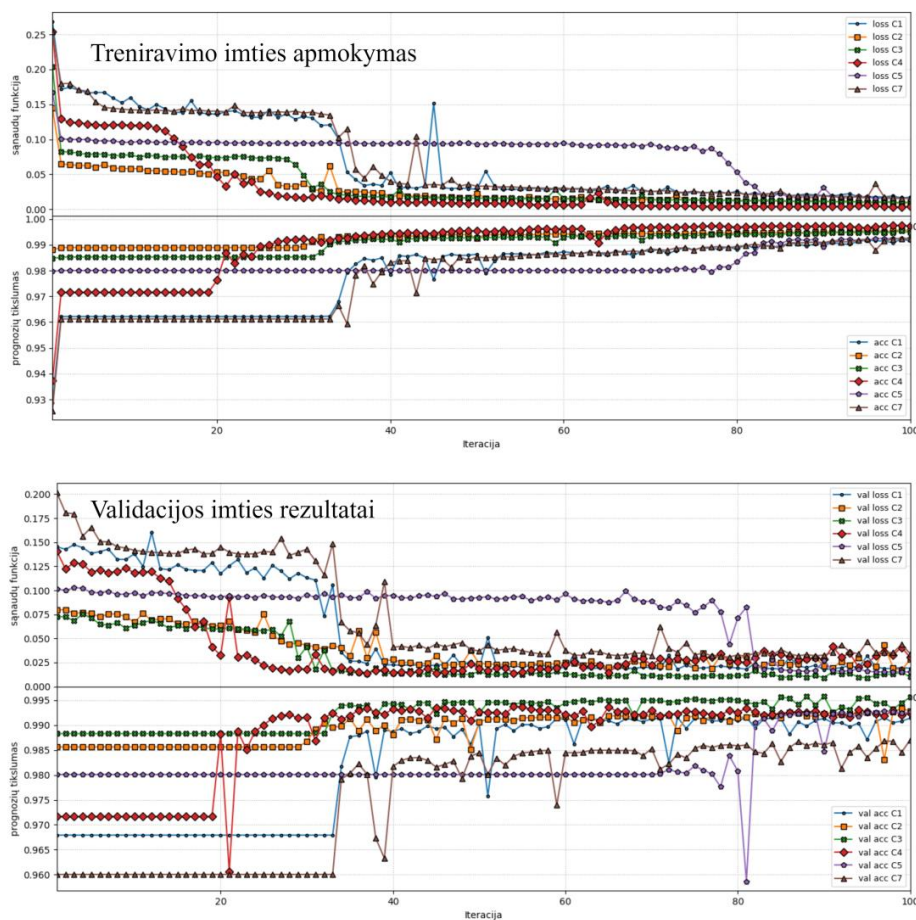 Treniravimo imties apmokymas
sąnaudų funkcija
0.25
0.20
0.15
0.10
0.05
0.00
loss C1
loss C2
loss C3
loss C4
loss C5
loss C7
prognozių tikslumas
1.00
0.99
0.98
0.97
0.96
0.95
0.94
0.93
acc C1
acc C2
acc C3
acc C4
acc C5
acc C7
20
40
60
80
100
Iteracija
Validacijos imties rezultatai
sąnaudų funkcija
0.200
0.175
0.150
0.125
0.100
0.075
0.050
0.025
0.000
val loss C1
val loss C2
val loss C3
val loss C4
val loss C5
val loss C7
prognozių tikslumas
0.995
0.990
0.985
0.980
0.975
0.970
0.965
0.960
val acc C1
val acc C2
val acc C3
val acc C4
val acc C5
val acc C7
20
40
60
80
100
Iteracija